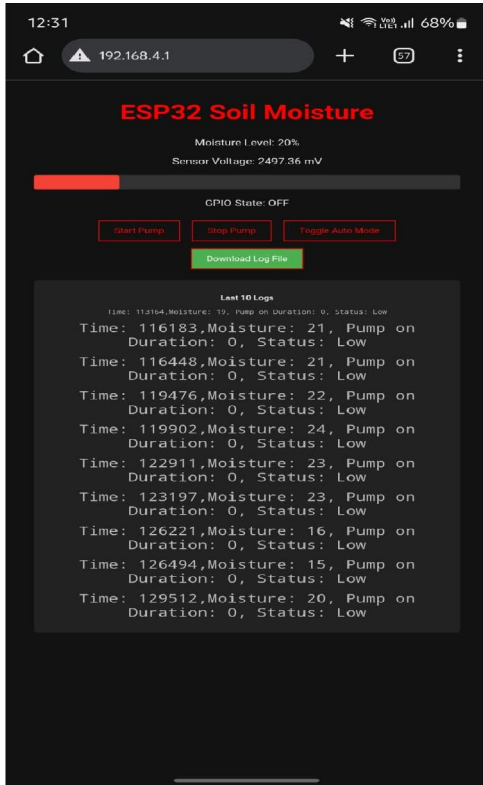 12:31
Vo)) LTE1 68%
192.168.4.1
57
ESP32 Soil Moisture
Moisture Level: 20%
Sensor Voltage: 2497.36 mV
GPIO State: OFF
Start Pump Stop Pump Toggle Auto Mode
Download Log File
Last 10 Logs
Time: 113164,Moisture: 19, Pump on Duration: 0, Status: Low
Time: 116183,Moisture: 21, Pump on
Duration: 0, Status: Low
Time: 116448,Moisture: 21, Pump on
Duration: 0, Status: Low
Time: 119476,Moisture: 22, Pump on
Duration: 0, Status: Low
Time: 119902,Moisture: 24, Pump on
Duration: 0, Status: Low
Time: 122911,Moisture: 23, Pump on
Duration: 0, Status: Low
Time: 123197,Moisture: 23, Pump on
Duration: 0, Status: Low
Time: 126221,Moisture: 16, Pump on
Duration: 0, Status: Low
Time: 126494,Moisture: 15, Pump on
Duration: 0, Status: Low
Time: 129512,Moisture: 20, Pump on
Duration: 0, Status: Low